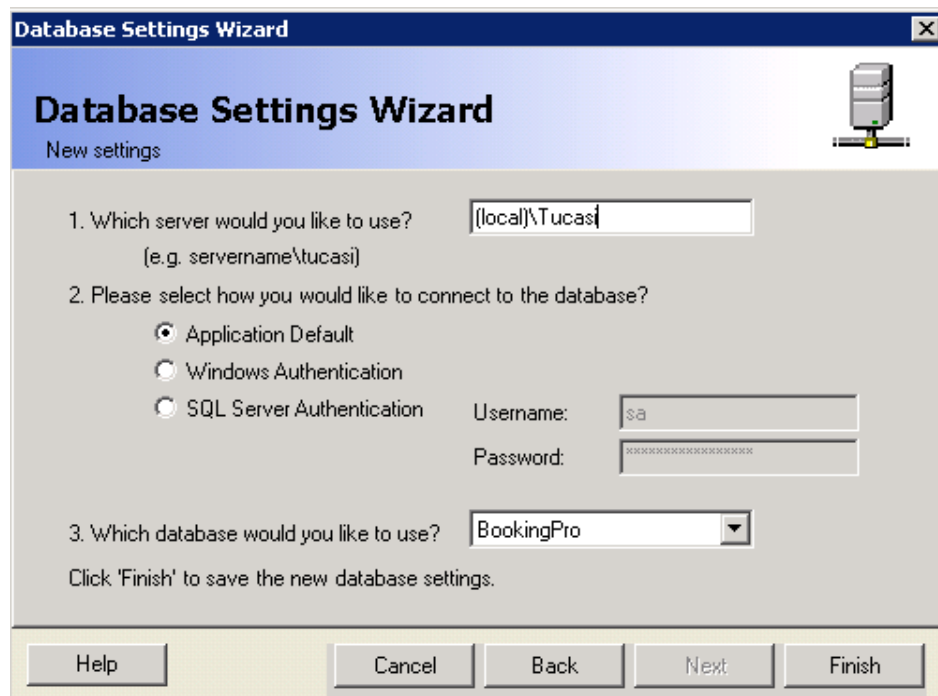 Database Settings Wizard
Database Settings Wizard
New settings
1. Which server would you like to use? (local)\Tucasi
(e.g. servername\tucasi)
2. Please select how you would like to connect to the database?
Application Default
Windows Authentication
SQL Server Authentication Username: sa
Password: *****************
3. Which database would you like to use? BookingPro
Click 'Finish' to save the new database settings.
Help Cancel Back Next Finish